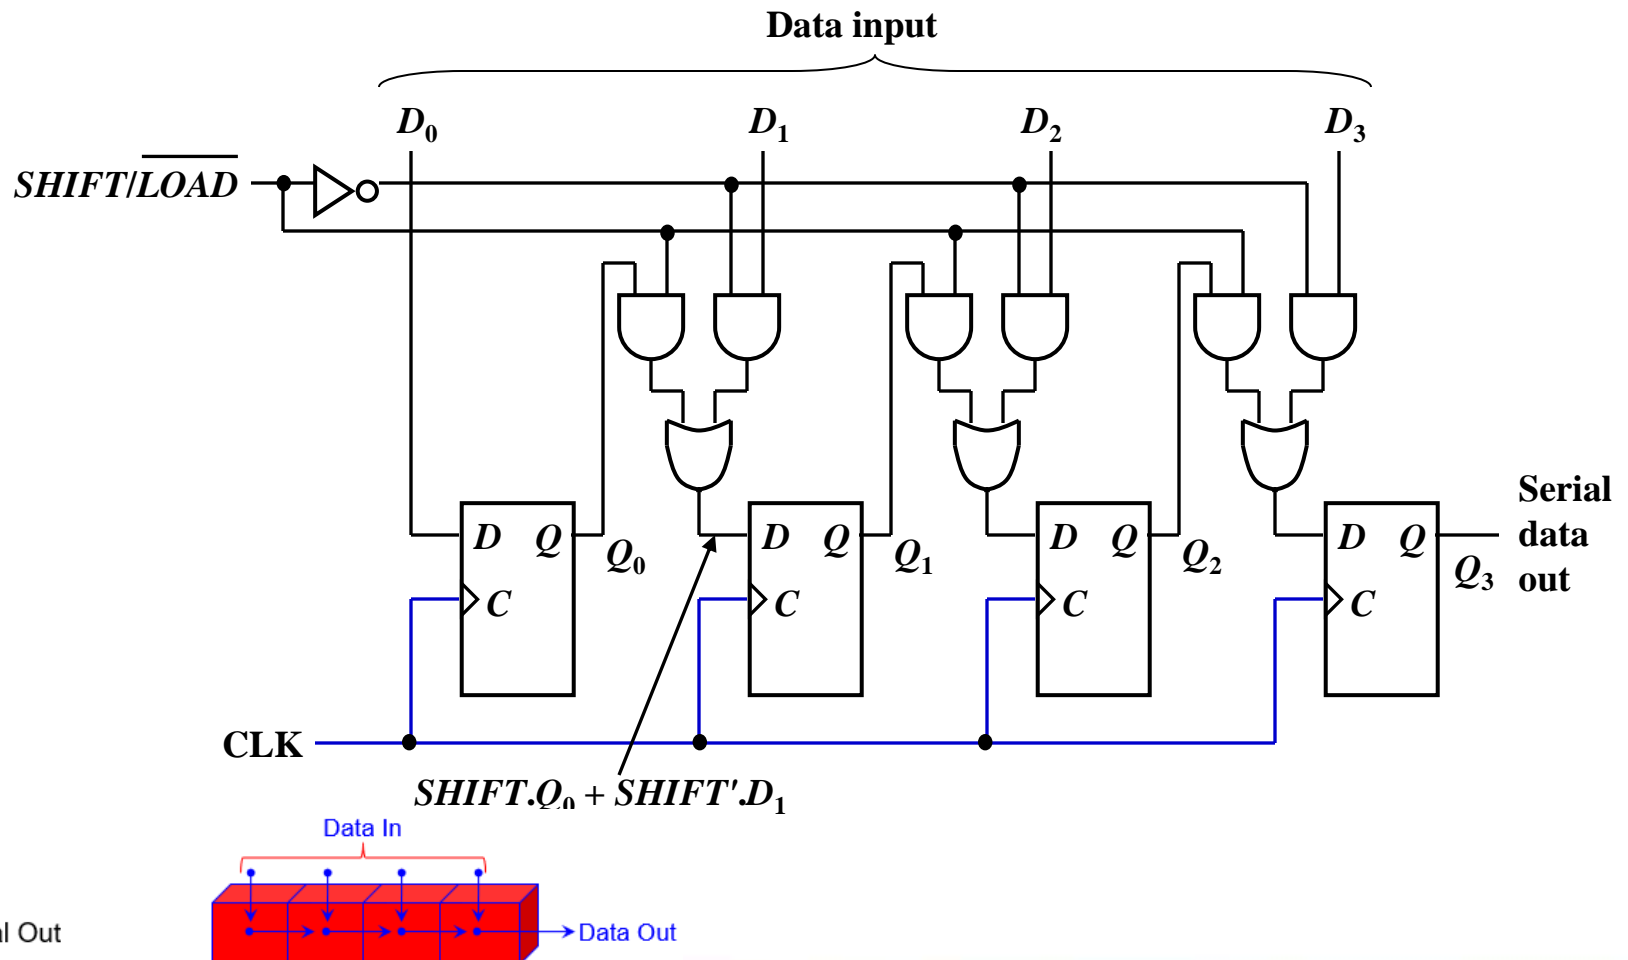 Data input
D0 D1 D2 D3
SHIFT/LOAD
D Q D Q D Q D Q
Q0 Q1 Q2 Q3
Serial
data
out
C C C C
CLK
SHIFT.Q0 + SHIFT'.D1
Data In
Out
Data Out